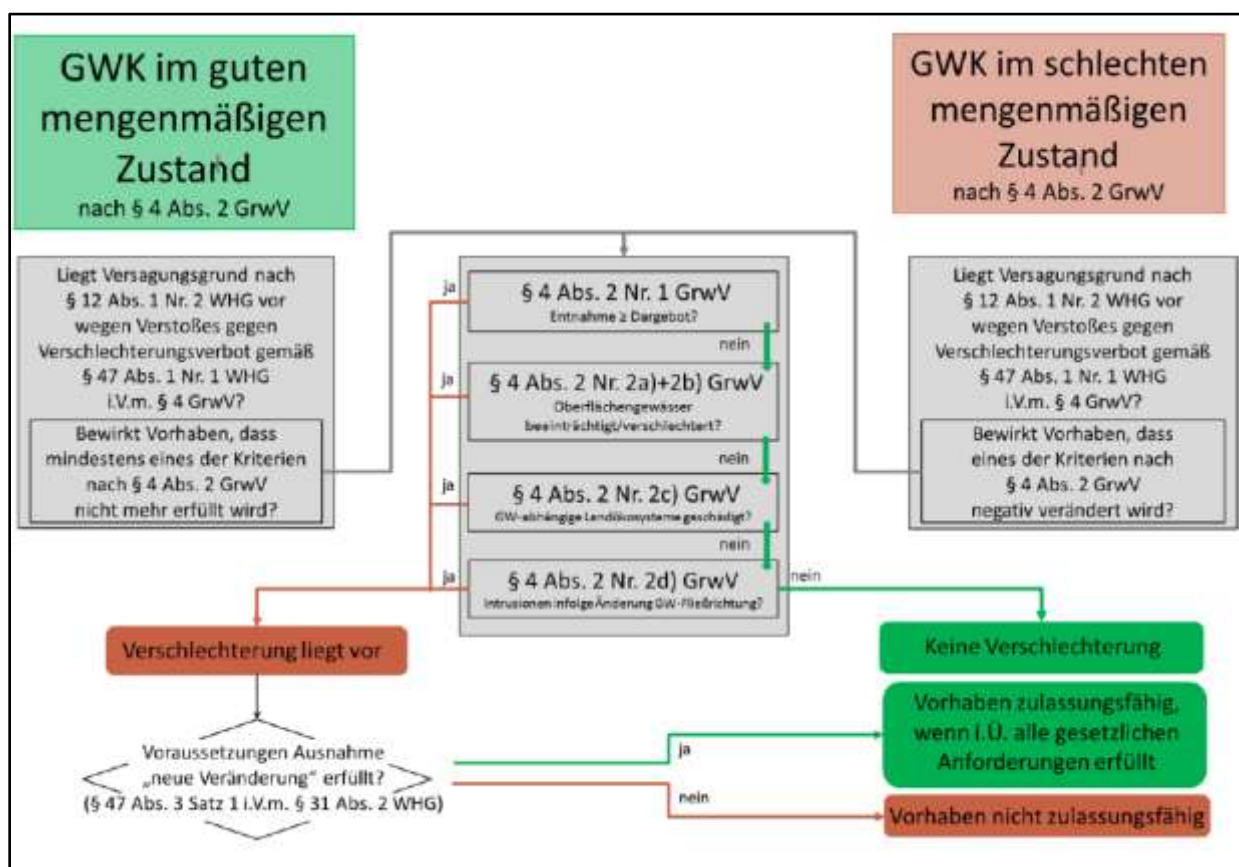 GWK im guten
mengenmäßigen
Zustand
nach § 4 Abs. 2 GrwV
GWK im schlechten
mengenmäßigen
Zustand
nach § 4 Abs. 2 GrwV
Liegt Versagungsgrund nach
§ 12 Abs. 1 Nr. 2 WHG vor
wegen Verstoßes gegen
Verschlechterungsverbot gemäß
§ 47 Abs. 1 Nr. 1 WHG
i.V.m. § 4 GrwV?
Bewirkt Vorhaben, dass
mindestens eines der Kriterien
nach § 4 Abs. 2 GrwV
nicht mehr erfüllt wird?
ja
§ 4 Abs. 2 Nr. 1 GrwV
Entnahme ≥ Dargebot?
nein
ja
§ 4 Abs. 2 Nr. 2a)+2b) GrwV
Oberflächengewässer
beeinträchtigt/verschlechtert?
nein
ja
§ 4 Abs. 2 Nr. 2c) GrwV
GW-abhängige Landökosysteme geschädigt?
nein
ja
§ 4 Abs. 2 Nr. 2d) GrwV
Intrusionen infolge Änderung GW-Fließrichtung?
nein
Liegt Versagungsgrund nach
§ 12 Abs. 1 Nr. 2 WHG vor
wegen Verstoßes gegen
Verschlechterungsverbot gemäß
§ 47 Abs. 1 Nr. 1 WHG
i.V.m. § 4 GrwV?
Bewirkt Vorhaben, dass
eines der Kriterien nach
§ 4 Abs. 2 GrwV
negativ verändert wird?
Verschlechterung liegt vor
Keine Verschlechterung
Voraussetzungen Ausnahme
„neue Veränderung“ erfüllt?
(§ 47 Abs. 3 Satz 1 i.V.m. § 31 Abs. 2 WHG)
ja
Vorhaben zulassungsfähig,
wenn i.Ü. alle gesetzlichen
Anforderungen erfüllt
nein
Vorhaben nicht zulassungsfähig